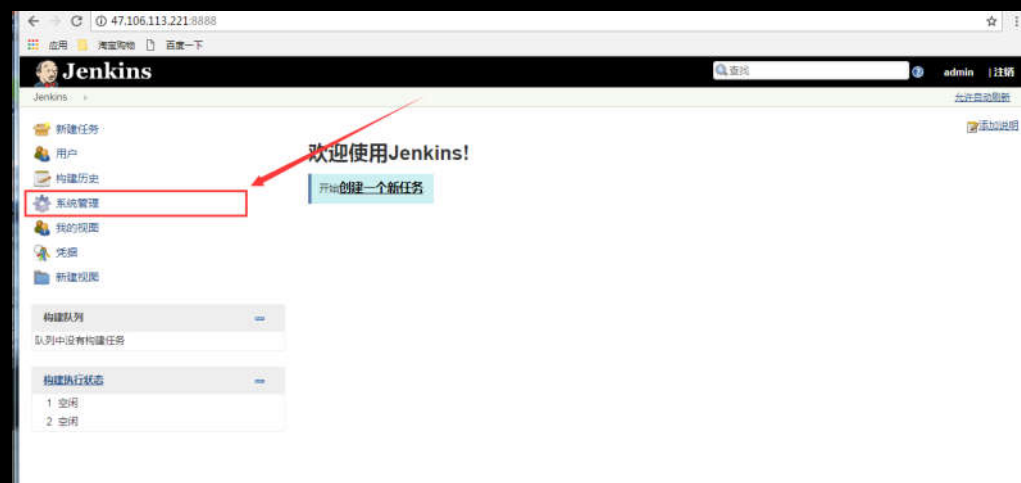 47.106.113.221:8888
应用 淘宝购物 百度一下
Jenkins 查找 admin | 注销
Jenkins 允许自动刷新
新建任务 添加说明
用户
欢迎使用Jenkins!
构建历史
开始创建一个新任务
系统管理
我的视图
凭据
新建视图
构建队列
队列中没有构建任务
构建执行状态
1 空闲
2 空闲